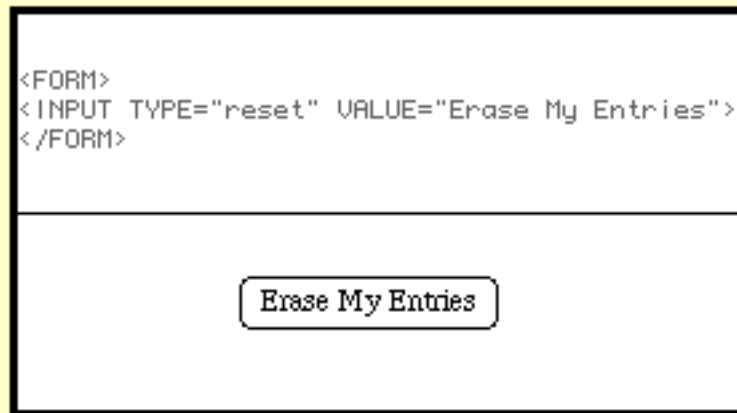 <FORM>
<INPUT TYPE="reset" VALUE="Erase My Entries">
</FORM>
Erase My Entries